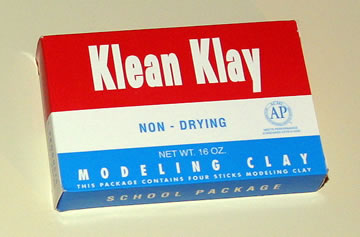 Klean Klay
NON - DRYING
AP
NET WT. 16 OZ.
MODELING CLAY
THIS PACKAGE CONTAINS FOUR STICKS MODELING CLAY
SCHOOL PACKAGE